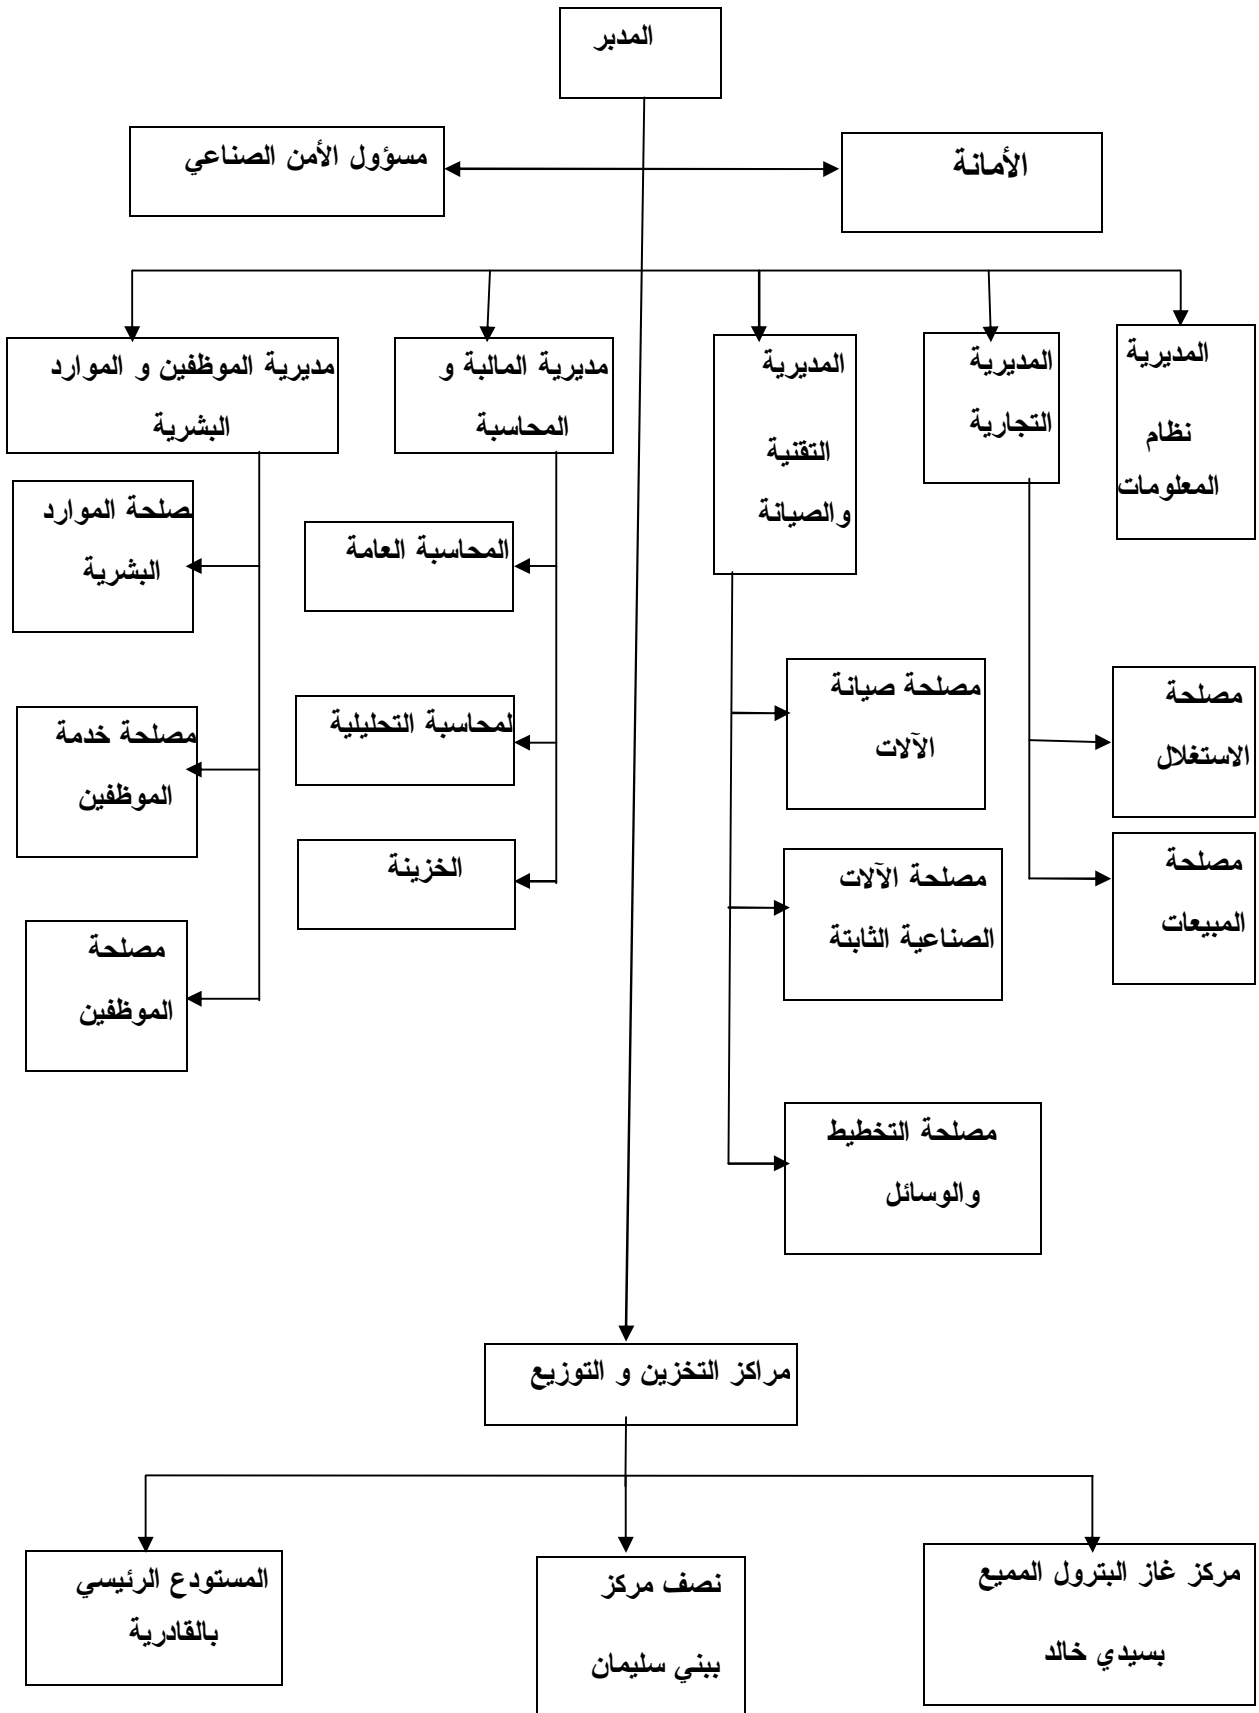 المدبر
الأمانة
مسؤول الأمن الصناعي
المديرية
نظام
المعلومات
المديرية
التجارية
المديرية
التقنية
والصيانة
مديرية المالبة و
المحاسبة
مديرية الموظفين و الموارد
البشرية
مصلحة
الاستغلال
مصلحة
المبيعات
مصلحة صيانة
الآلات
مصلحة الآلات
الصناعية الثابتة
مصلحة التخطيط
والوسائل
المحاسبة العامة
لمحاسبة التحليلية
الخزينة
صلحة الموارد
البشرية
مصلحة خدمة
الموظفين
مصلحة
الموظفين
مراكز التخزين و التوزيع
مركز غاز البترول المميع
بسيدي خالد
نصف مركز
ببني سليمان
المستودع الرئيسي
بالقادرية